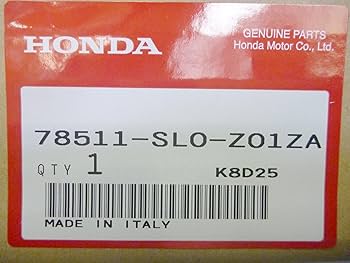 HONDA
GENUINE PARTS
Honda Motor Co., Ltd.
78511-SL0-Z01ZA
QTY 1 K8D25
MADE IN ITALY